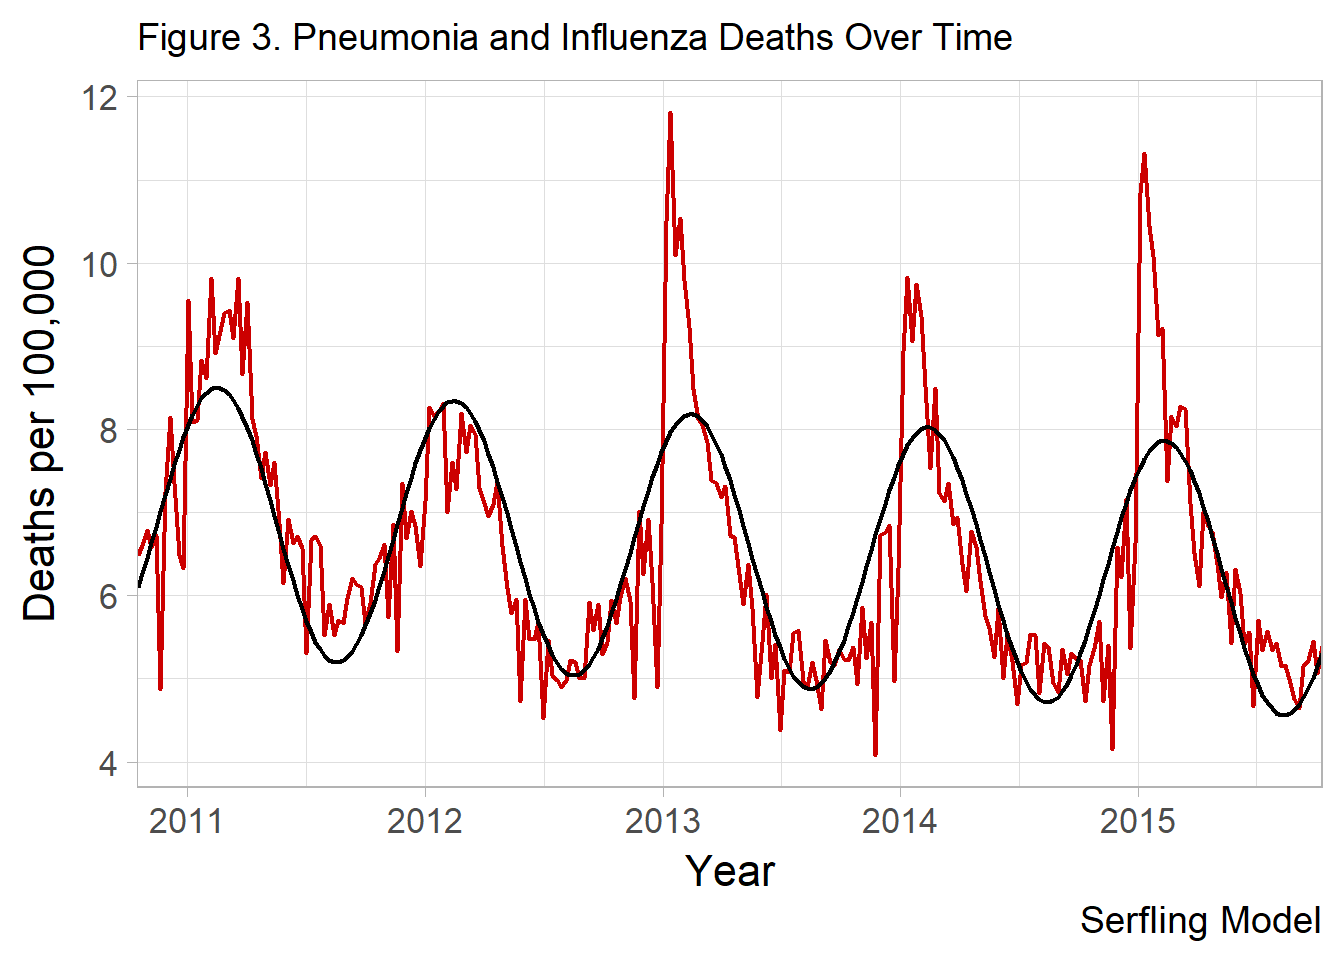 Figure 3. Pneumonia and Influenza Deaths Over Time
12
10
8
6
4
Deaths per 100,000
2011 2012 2013 2014 2015
Year
Serfling Model